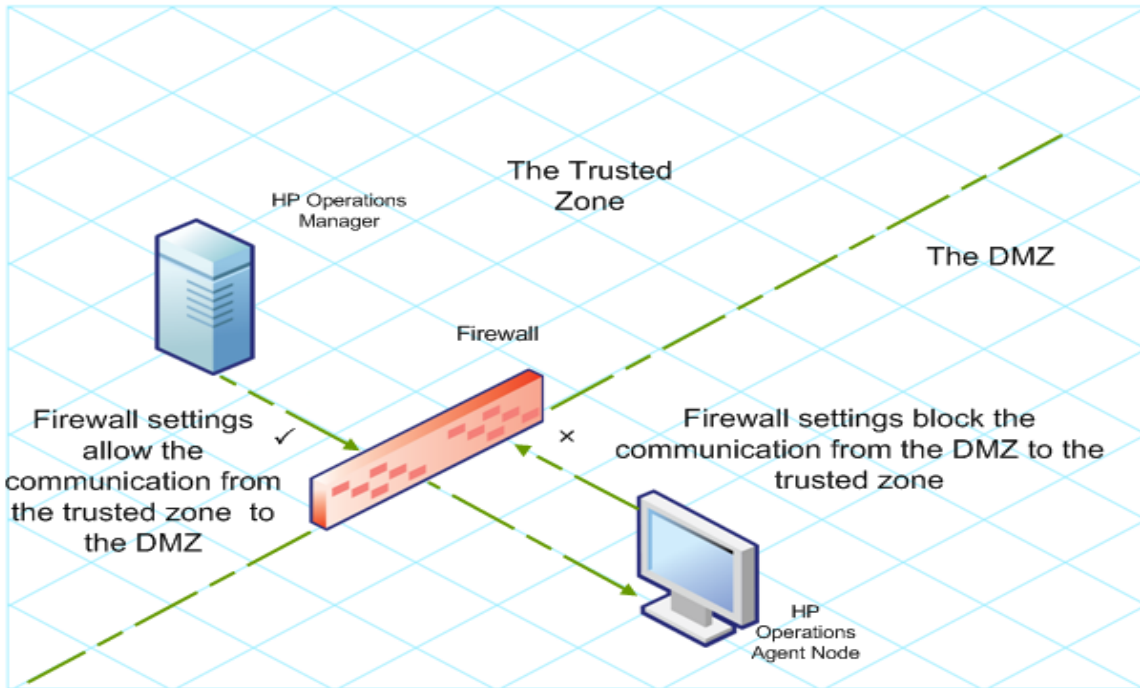 The Trusted
Zone
HP Operations
Manager
The DMZ
Firewall
Firewall settings
allow the
communication from
the trusted zone to
the DMZ
Firewall settings block the
communication from the DMZ to the
trusted zone
HP
Operations
Agent Node